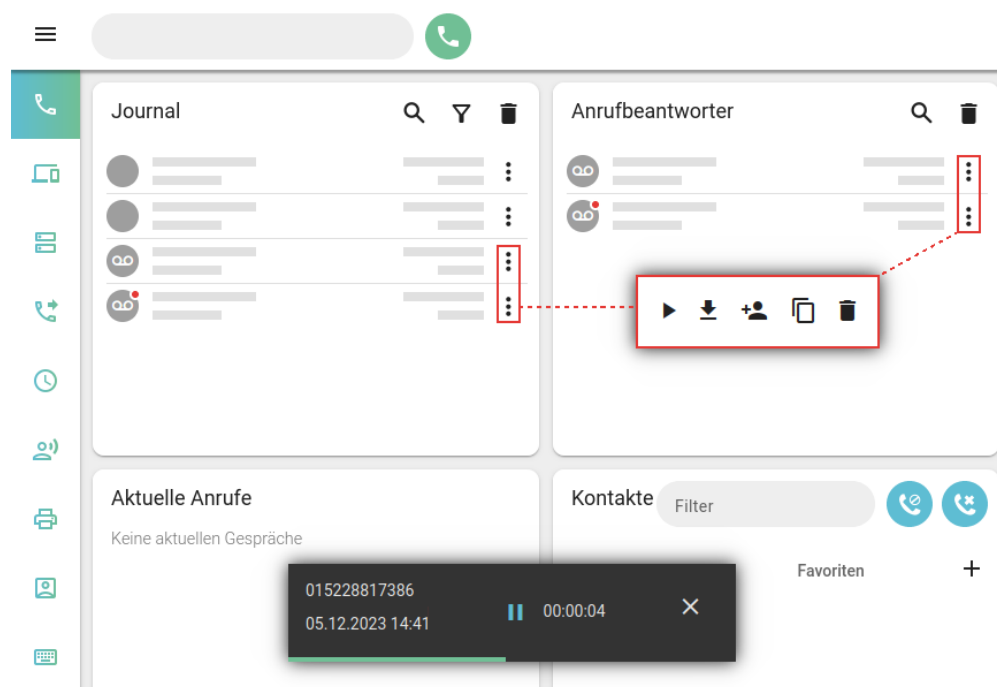 Journal
Anrufbeantworter
Aktuelle Anrufe
Keine aktuellen Gespräche
Kontakte
Filter
Favoriten
015228817386
05.12.2023 14:41
00:00:04